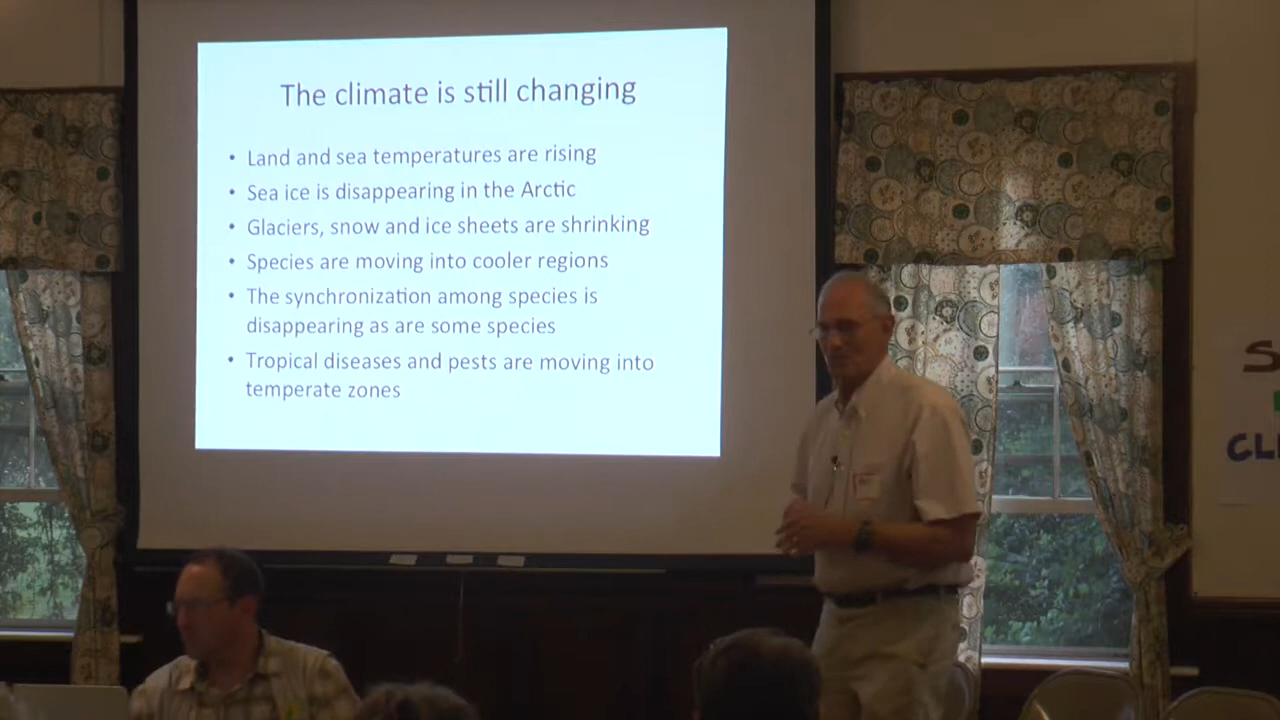 The climate is still changing
• Land and sea temperatures are rising
• Sea ice is disappearing in the Arctic
• Glaciers, snow and ice sheets are shrinking
• Species are moving into cooler regions
• The synchronization among species is
disappearing as are some species
• Tropical diseases and pests are moving into
temperate zones